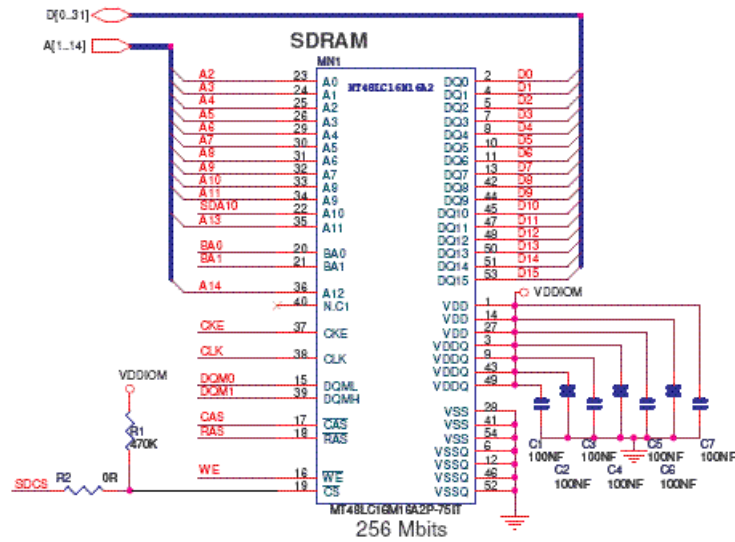 D[0..31]
A[1..14]
SDRAM
MN1
MT48LC16M16A2
A2 23 A0 DQ0 2 D0
A3 24 A1 DQ1 4 D1
A4 25 A2 DQ2 5 D2
A5 26 A3 DQ3 7 D3
A6 29 A4 DQ4 8 D4
A7 30 A5 DQ5 10 D5
A8 31 A6 DQ6 11 D6
A9 32 A7 DQ7 13 D7
A10 33 A8 DQ8 42 D8
A11 34 A9 DQ9 44 D9
SDA10 22 A10 DQ10 45 D10
A13 35 A11 DQ11 47 D11
DQ12 48 D12
BA0 20 BA0 DQ13 50 D13
BA1 21 BA1 DQ14 51 D14
DQ15 53 D15
A14 36 A12
40 N.C1
VDDIOM
VDD 1
VDD 14
CKE 37 CKE VDD 27
VDDQ 3
CLK 38 CLK VDDQ 9
VDDQ 43
DQM0 15 DQML VDDQ 49
DQM1 39 DQMH
VSS 28
CAS 17 CAS VSS 41
RAS 18 RAS VSS 54
VSSQ 6
VSSQ 12
WE 16 WE VSSQ 46
19 CS VSSQ 52
VDDIOM
R1
470K
SDCS R2 0R
C1 C3 C5 C7
100NF 100NF 100NF 100NF
C2 C4 C6
100NF 100NF 100NF
MT48LC16M16A2P-75IT
256 Mbits